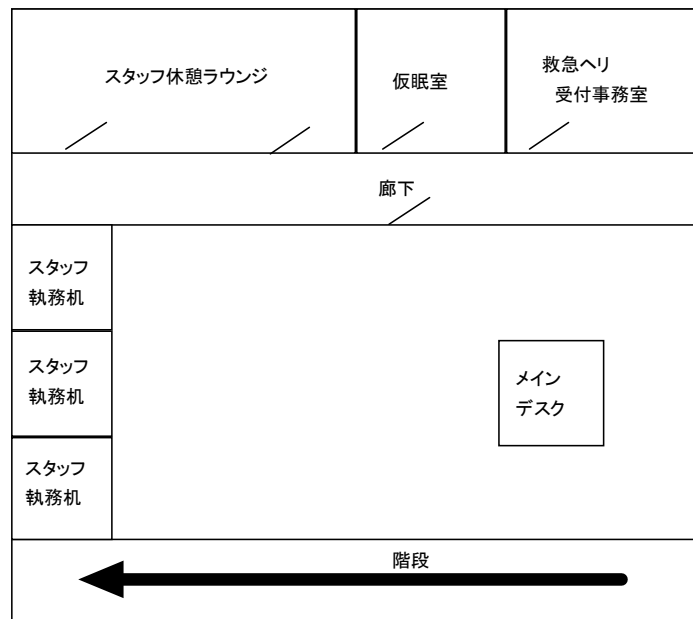 スタッフ休憩ラウンジ
仮眠室
救急ヘリ
受付事務室
廊下
スタッフ
執務机
スタッフ
執務机
スタッフ
執務机
メイン
デスク
階段